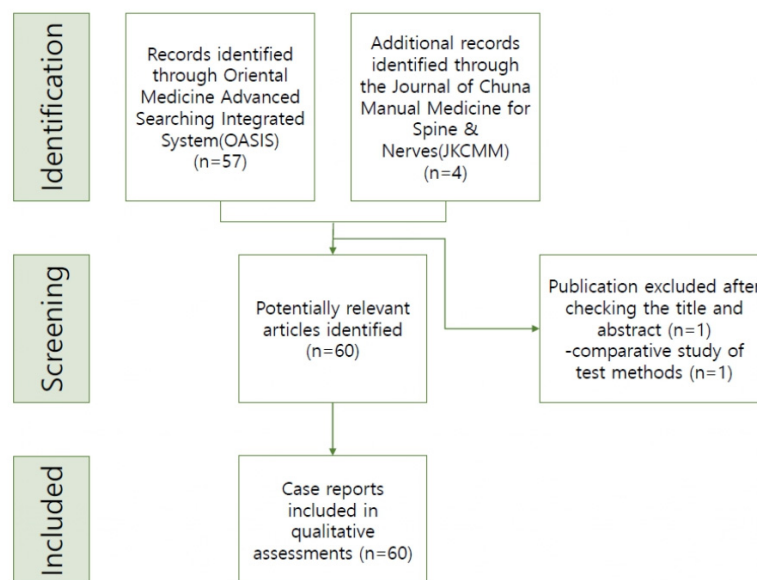 Identification
Records identified
through Oriental
Medicine Advanced
Searching Integrated
System(OASIS)
(n=57)
Additional records
identified through
the Journal of Chuna
Manual Medicine for
Spine &
Nerves(JKCMM)
(n=4)
Screening
Potentially relevant
articles identified
(n=60)
Publication excluded after
checking the title and
abstract (n=1)
-comparative study of
test methods (n=1)
Included
Case reports
included in
qualitative
assessments (n=60)